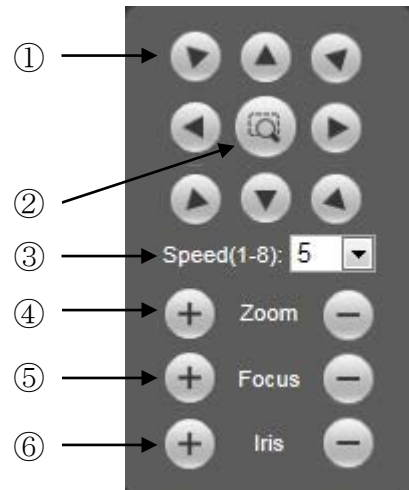 ①
②
③ Speed(1-8): 5
④ Zoom
⑤ Focus
⑥ Iris